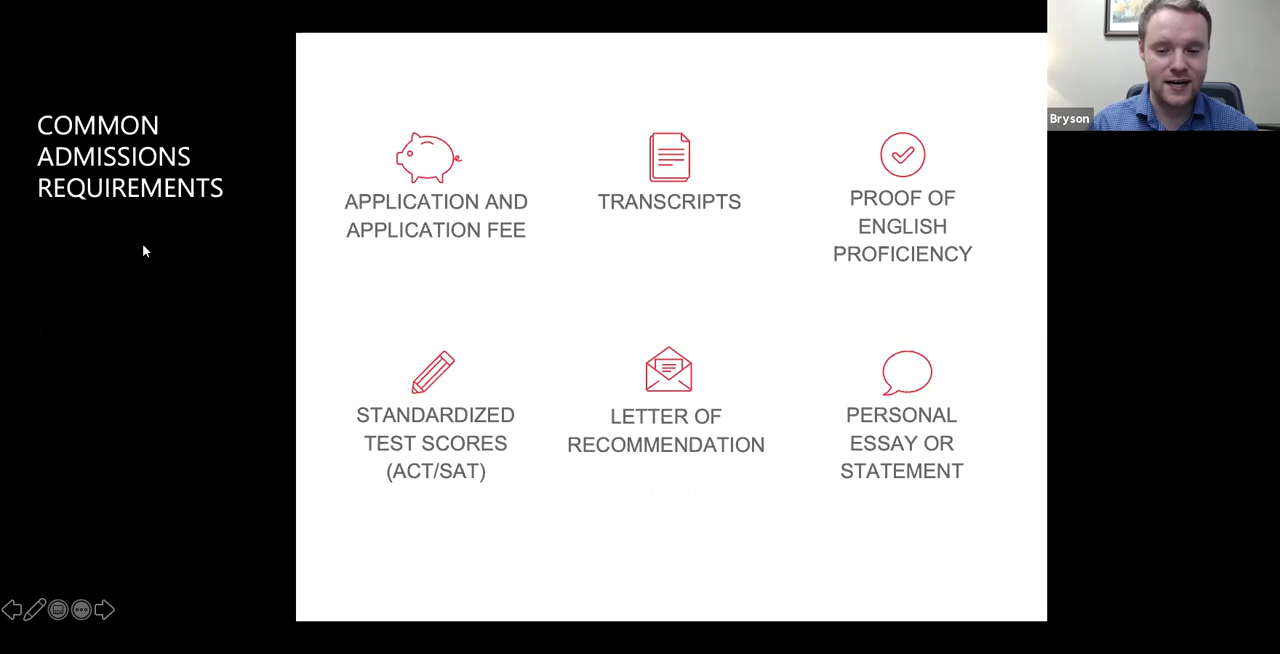 COMMON
ADMISSIONS
REQUIREMENTS
APPLICATION AND
APPLICATION FEE
TRANSCRIPTS
PROOF OF
ENGLISH
PROFICIENCY
STANDARDIZED
TEST SCORES
(ACT/SAT)
LETTER OF
RECOMMENDATION
PERSONAL
ESSAY OR
STATEMENT
Bryson